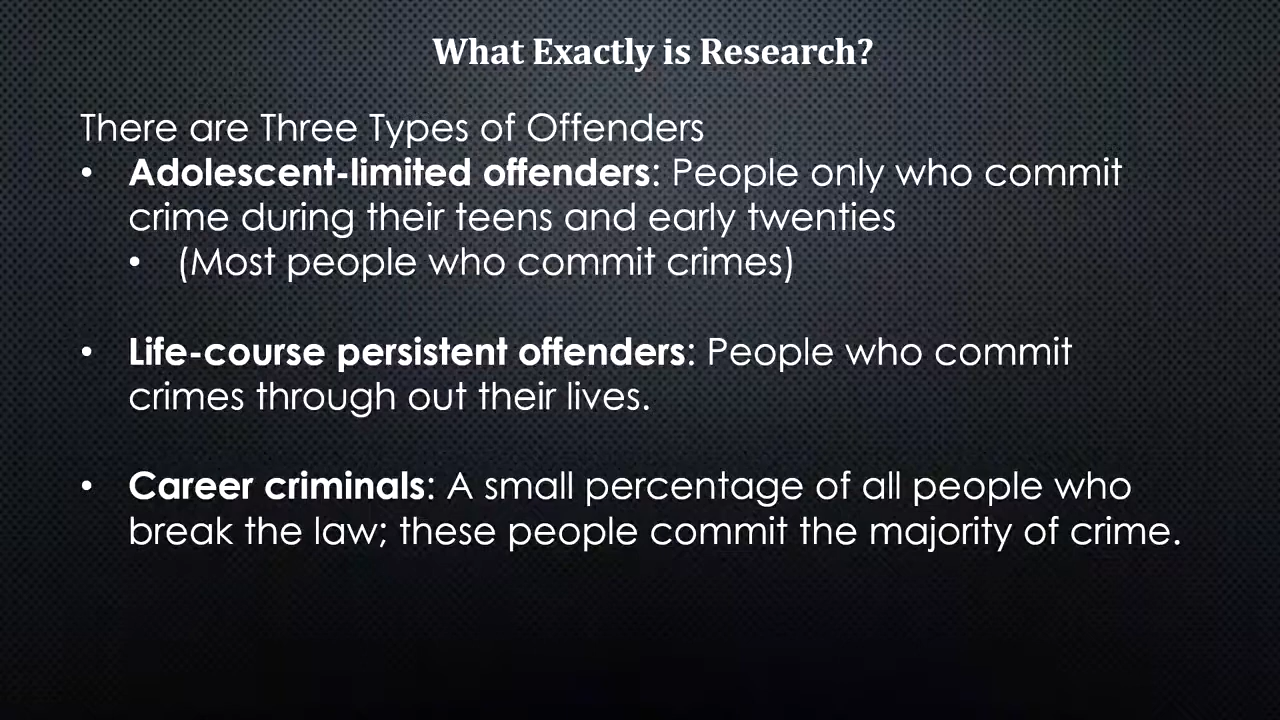 What Exactly is Research?
There are Three Types of Offenders
• Adolescent-limited offenders: People only who commit
crime during their teens and early twenties
• (Most people who commit crimes)
• Life-course persistent offenders: People who commit
crimes through out their lives.
• Career criminals: A small percentage of all people who
break the law; these people commit the majority of crime.